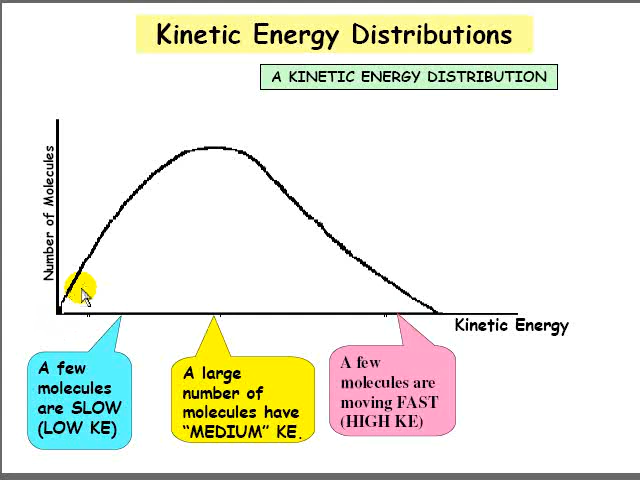 Kinetic Energy Distributions
A KINETIC ENERGY DISTRIBUTION
Number of Molecules
Kinetic Energy
A few
molecules
are SLOW
(LOW KE)
A large
number of
molecules have
“MEDIUM” KE.
A few
molecules are
moving FAST
(HIGH KE)